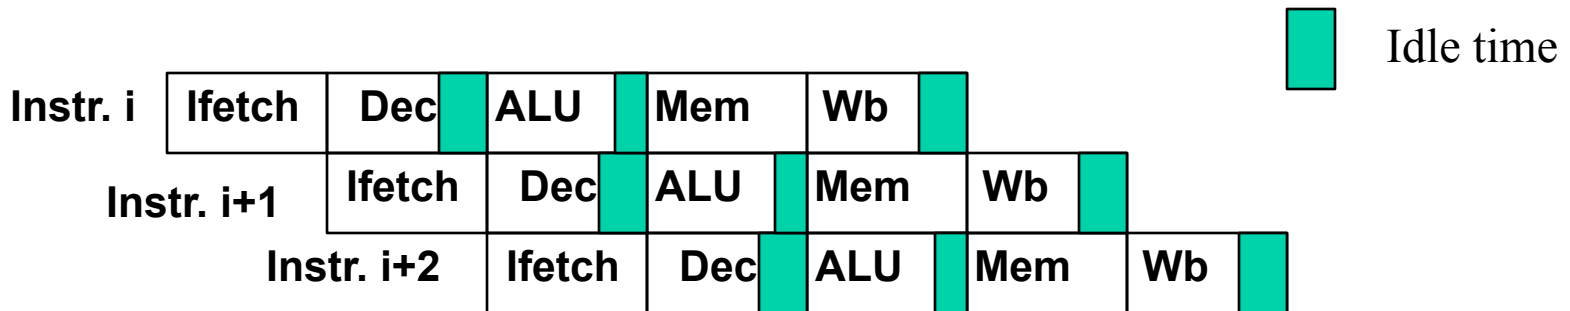 Idle time
Instr. i Ifetch Dec ALU Mem Wb
Instr. i+1 Ifetch Dec ALU Mem Wb
Instr. i+2 Ifetch Dec ALU Mem Wb